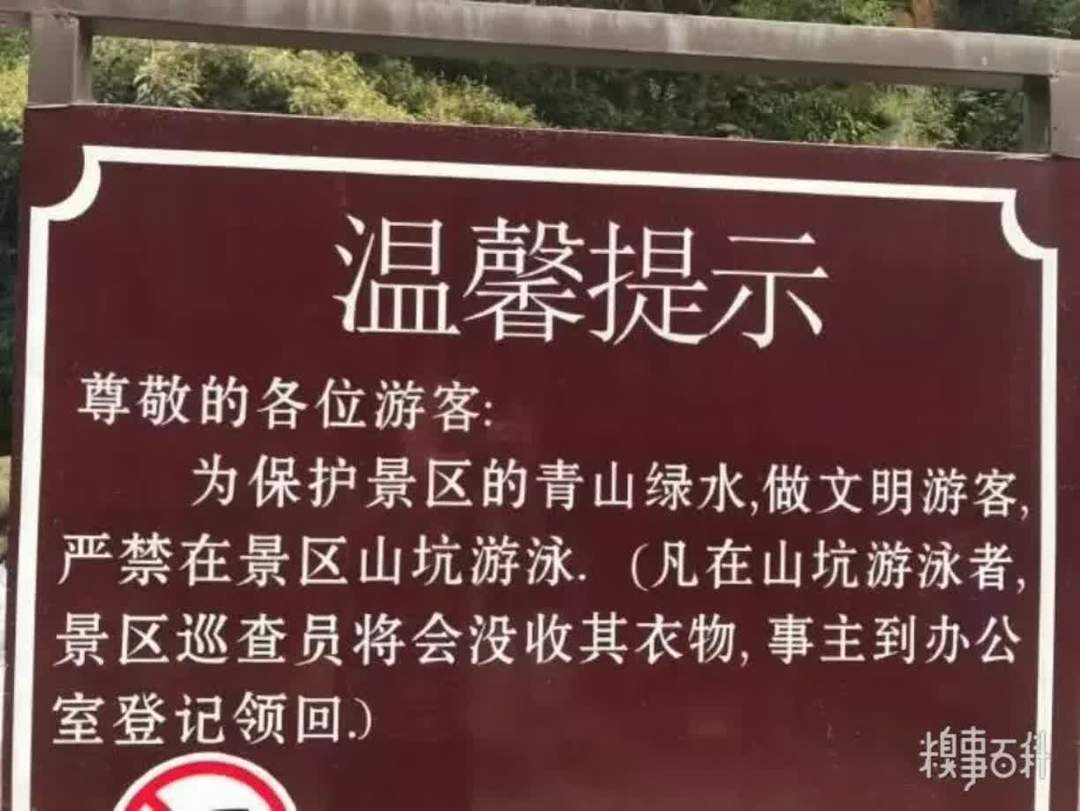 温馨提示
尊敬的各位游客:
为保护景区的青山绿水,做文明游客,
严禁在景区山坑游泳. (凡在山坑游泳者,
景区巡查员将会没收其衣物, 事主到办公
室登记领回.)
糗事百科